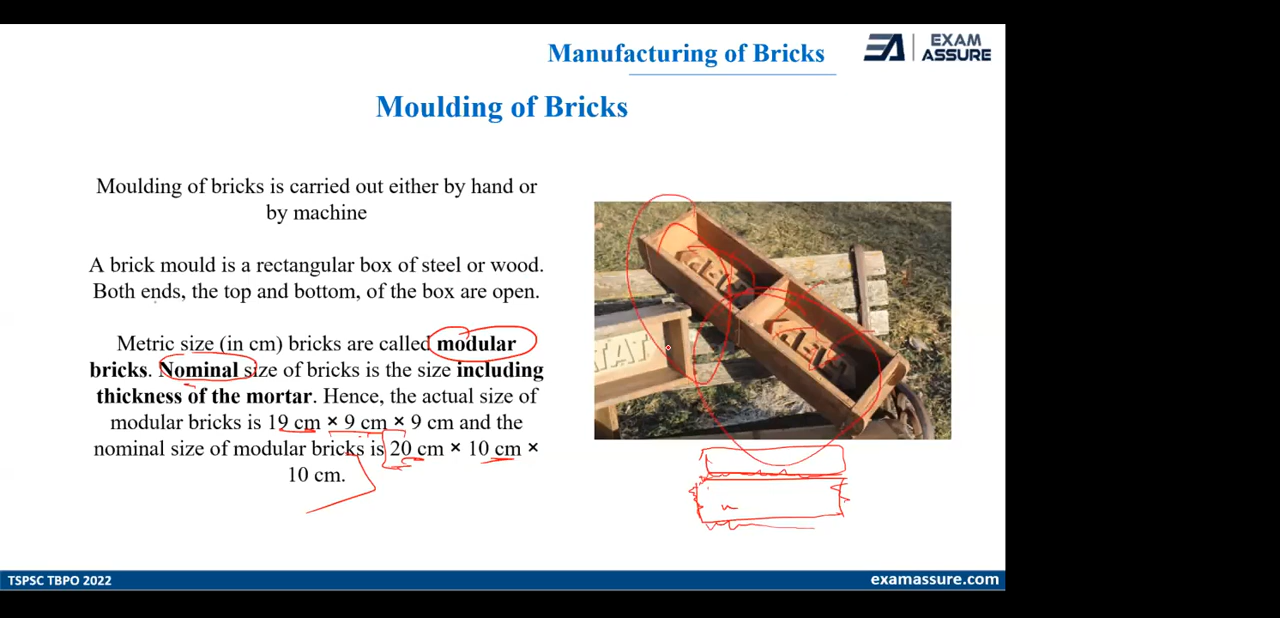 Manufacturing of Bricks
EXAM
ASSURE
Moulding of Bricks
Moulding of bricks is carried out either by hand or
by machine
A brick mould is a rectangular box of steel or wood.
Both ends, the top and bottom, of the box are open.
Metric size (in cm) bricks are called modular
bricks. Nominal size of bricks is the size including
thickness of the mortar. Hence, the actual size of
modular bricks is 19 cm × 9 cm × 9 cm and the
nominal size of modular bricks is 20 cm × 10 cm ×
10 cm.
TSPSC TBPO 2022
examassure.com